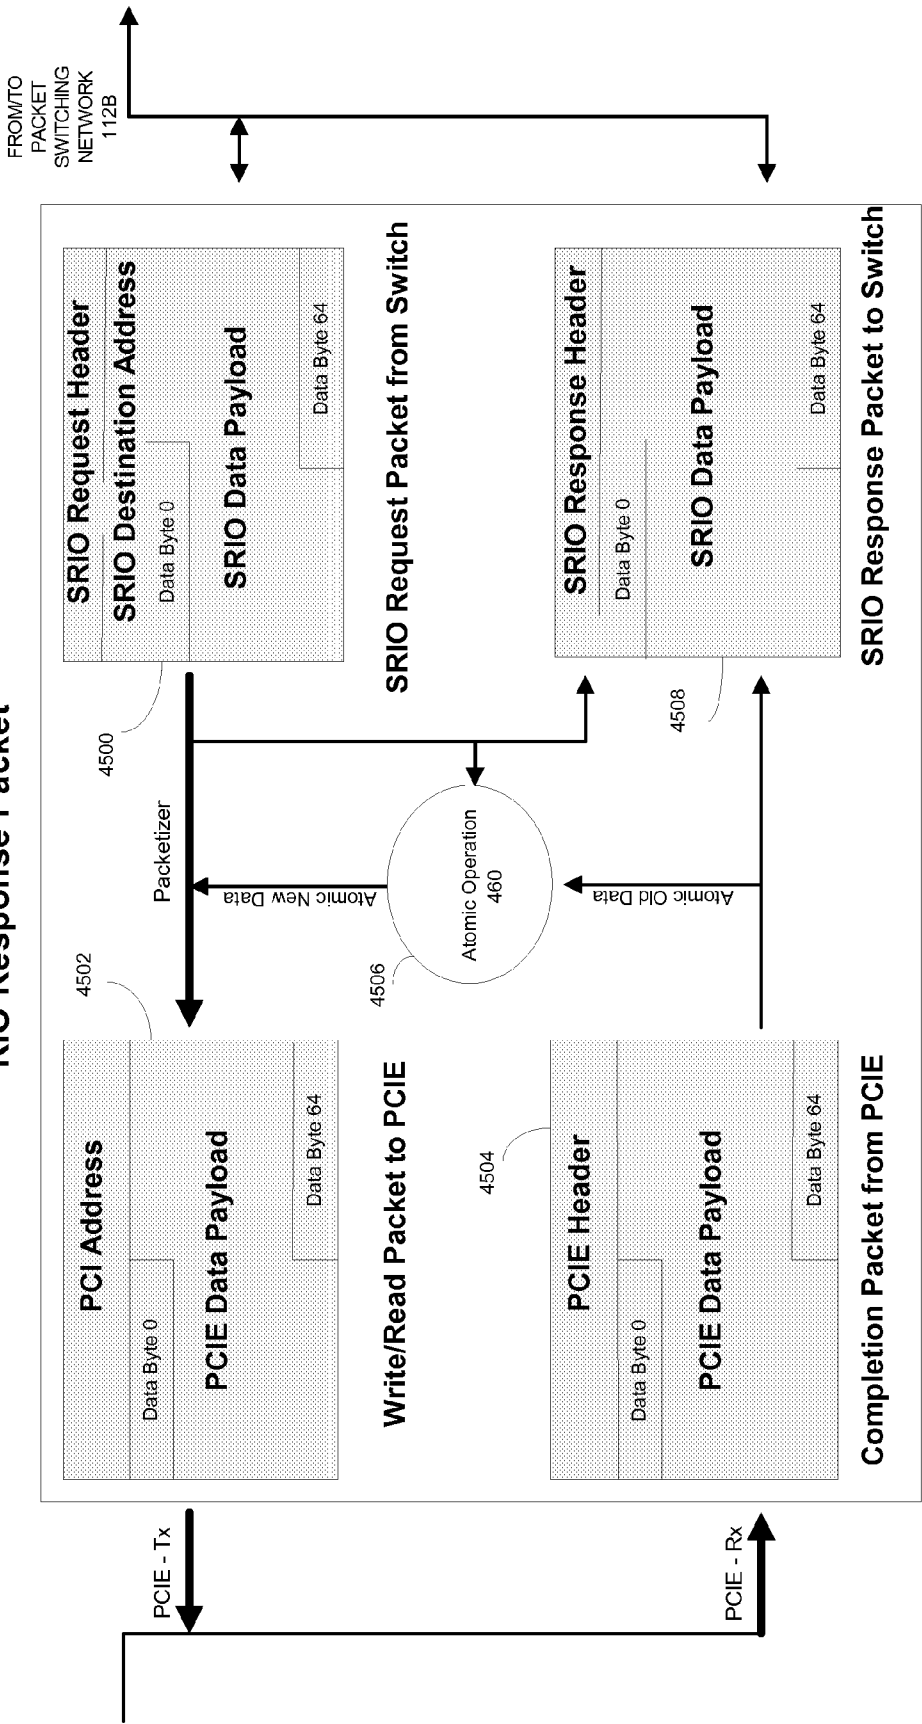 RIO Response Packet
FROM/TO
PACKET
SWITCHING
NETWORK
112B
PCIE - Tx
PCI Address
Data Byte 0
PCIE Data Payload
Data Byte 64
Write/Read Packet to PCIE
4502
Packetizer
4500
SRIO Request Header
SRIO Destination Address
Data Byte 0
SRIO Data Payload
Data Byte 64
SRIO Request Packet from Switch
Atomic New Data
4506
Atomic Operation
460
Atomic Old Data
PCIE - Rx
4504
PCIE Header
Data Byte 0
PCIE Data Payload
Data Byte 64
Completion Packet from PCIE
4508
SRIO Response Header
Data Byte 0
SRIO Data Payload
Data Byte 64
SRIO Response Packet to Switch